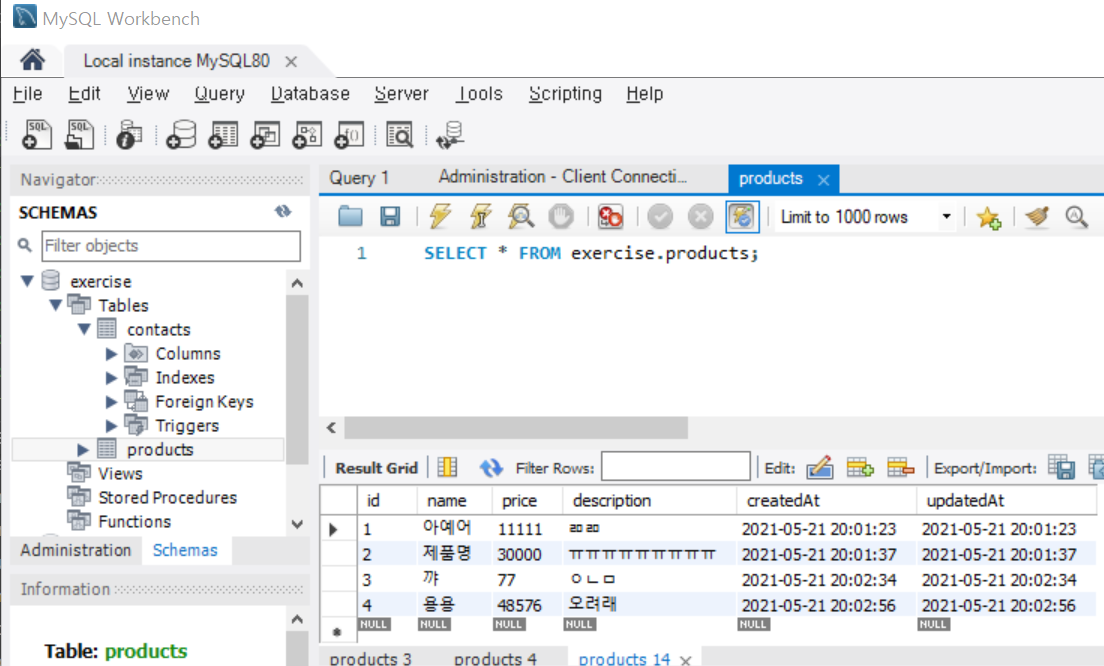 MySQL Workbench
Local instance MySQL80
File Edit View Query Database Server Tools Scripting Help
Navigator
SCHEMAS
Filter objects
exercise
Tables
contacts
Columns
Indexes
Foreign Keys
Triggers
products
Views
Stored Procedures
Functions
Administration Schemas
Information
Table: products
Query 1 Administration - Client Connecti... products
Limit to 1000 rows
1 SELECT * FROM exercise.products;
Result Grid Filter Rows: Edit: Export/Import:
id name price description createdAt updatedAt
1 아예어 11111 ㄻㄻ 2021-05-21 20:01:23 2021-05-21 20:01:23
2 제품명 30000 ㅠㅠㅠㅠㅠㅠㅠㅠㅠ 2021-05-21 20:01:37 2021-05-21 20:01:37
3 꺄 77 ㅇㄴㅁ 2021-05-21 20:02:34 2021-05-21 20:02:34
4 용용 48576 오려래 2021-05-21 20:02:56 2021-05-21 20:02:56
NULL NULL NULL NULL NULL NULL
products 3 products 4 products 14